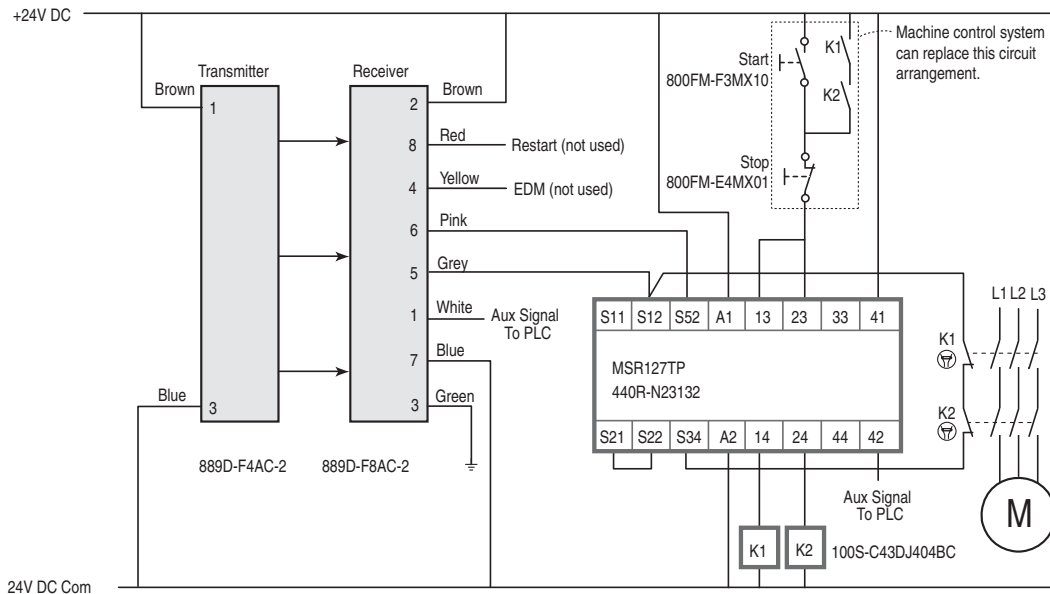 +24V DC
Machine control system
can replace this circuit
arrangement.
Start
800FM-F3MX10
K1
K2
Stop
800FM-E4MX01
Transmitter
Receiver
Brown
1
Brown
2
Red
8
Restart (not used)
Yellow
4
EDM (not used)
Pink
6
Grey
5
White
1
Aux Signal
To PLC
Blue
7
Green
3
Blue
3
889D-F4AC-2
889D-F8AC-2
S11 S12 S52 A1 13 23 33 41
MSR127TP
440R-N23132
S21 S22 S34 A2 14 24 44 42
L1 L2 L3
K1
K2
M
Aux Signal
To PLC
K1
K2
100S-C43DJ404BC
24V DC Com